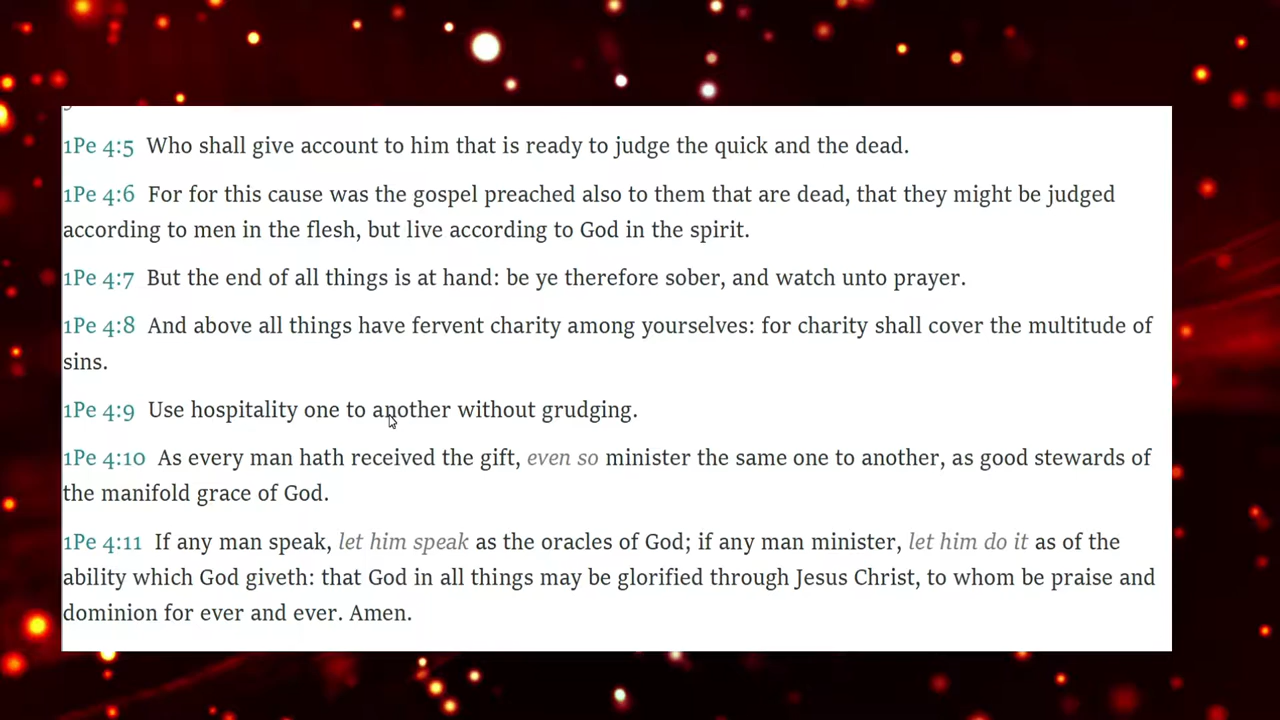 1Pe 4:5 Who shall give account to him that is ready to judge the quick and the dead.
1Pe 4:6 For for this cause was the gospel preached also to them that are dead, that they might be judged
according to men in the flesh, but live according to God in the spirit.
1Pe 4:7 But the end of all things is at hand: be ye therefore sober, and watch unto prayer.
1Pe 4:8 And above all things have fervent charity among yourselves: for charity shall cover the multitude of
sins.
1Pe 4:9 Use hospitality one to another without grudging.
1Pe 4:10 As every man hath received the gift, even so minister the same one to another, as good stewards of
the manifold grace of God.
1Pe 4:11 If any man speak, let him speak as the oracles of God; if any man minister, let him do it as of the
ability which God giveth: that God in all things may be glorified through Jesus Christ, to whom be praise and
dominion for ever and ever. Amen.